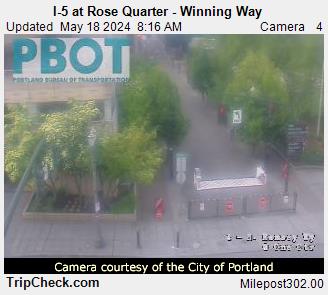 I-5 at Rose Quarter - Winning Way
Updated May 18 2024 8:16 AM Camera 4
PBOT
PORTLAND BUREAU OF TRANSPORTATION
Camera courtesy of the City of Portland
TripCheck.com Milepost302.00